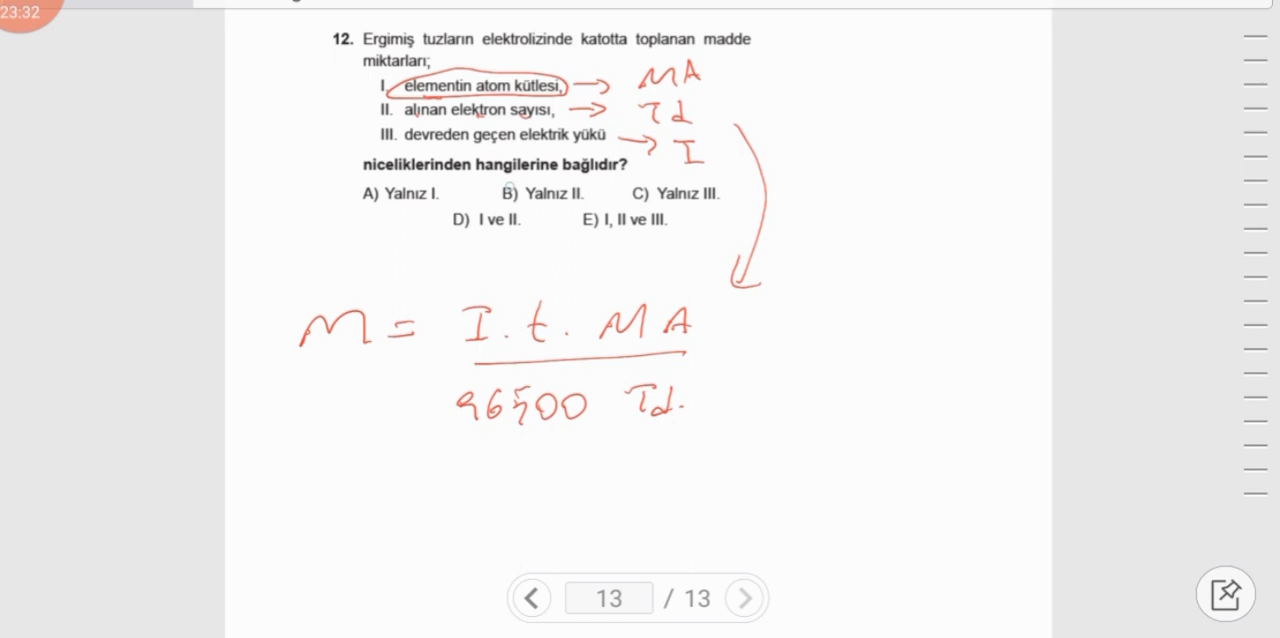 23:32
12. Ergimiş tuzların elektrolizinde katotta toplanan madde
miktarları;
I. elementin atom kütlesi, → MA
II. alınan elektron sayısı, → Td
III. devreden geçen elektrik yükü → I
niceliklerinden hangilerine bağlıdır?
A) Yalnız I. B) Yalnız II. C) Yalnız III.
D) I ve II. E) I, II ve III.
M = I.t.MA
96500 Td.
13 / 13